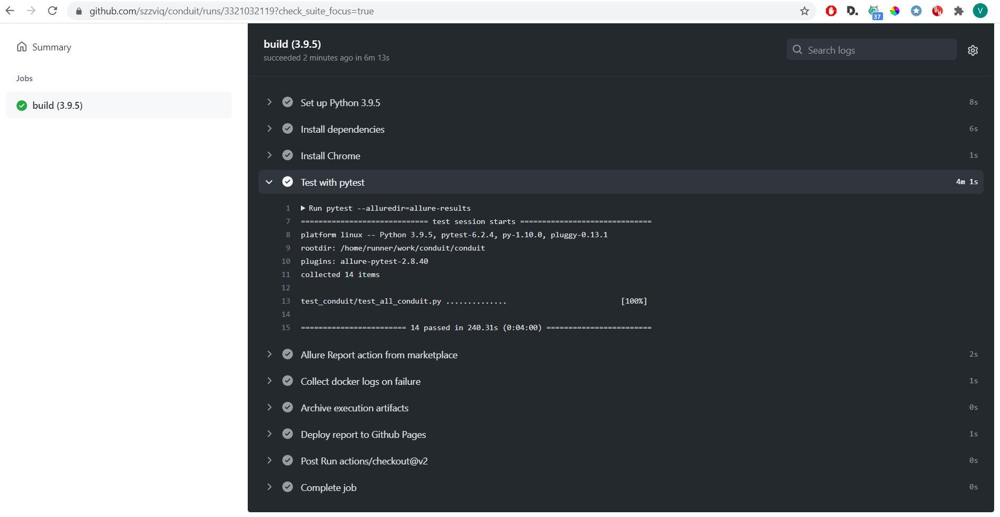 github.com/szzviq/conduit/runs/3321032119?check_suite_focus=true
D.
37
V
Summary
Jobs
build (3.9.5)
build (3.9.5)
succeeded 2 minutes ago in 6m 13s
Search logs
Set up Python 3.9.5 8s
Install dependencies 6s
Install Chrome 1s
Test with pytest 4m 1s
1 Run pytest --alluredir=allure-results
7 ============================= test session starts ==============================
8 platform linux -- Python 3.9.5, pytest-6.2.4, py-1.10.0, pluggy-0.13.1
9 rootdir: /home/runner/work/conduit/conduit
10 plugins: allure-pytest-2.8.40
11 collected 14 items
12
13 test_conduit/test_all_conduit.py .............. [100%]
14
15 ======================== 14 passed in 240.31s (0:04:00) ========================
Allure Report action from marketplace 2s
Collect docker logs on failure 1s
Archive execution artifacts 0s
Deploy report to Github Pages 1s
Post Run actions/checkout@v2 0s
Complete job 0s